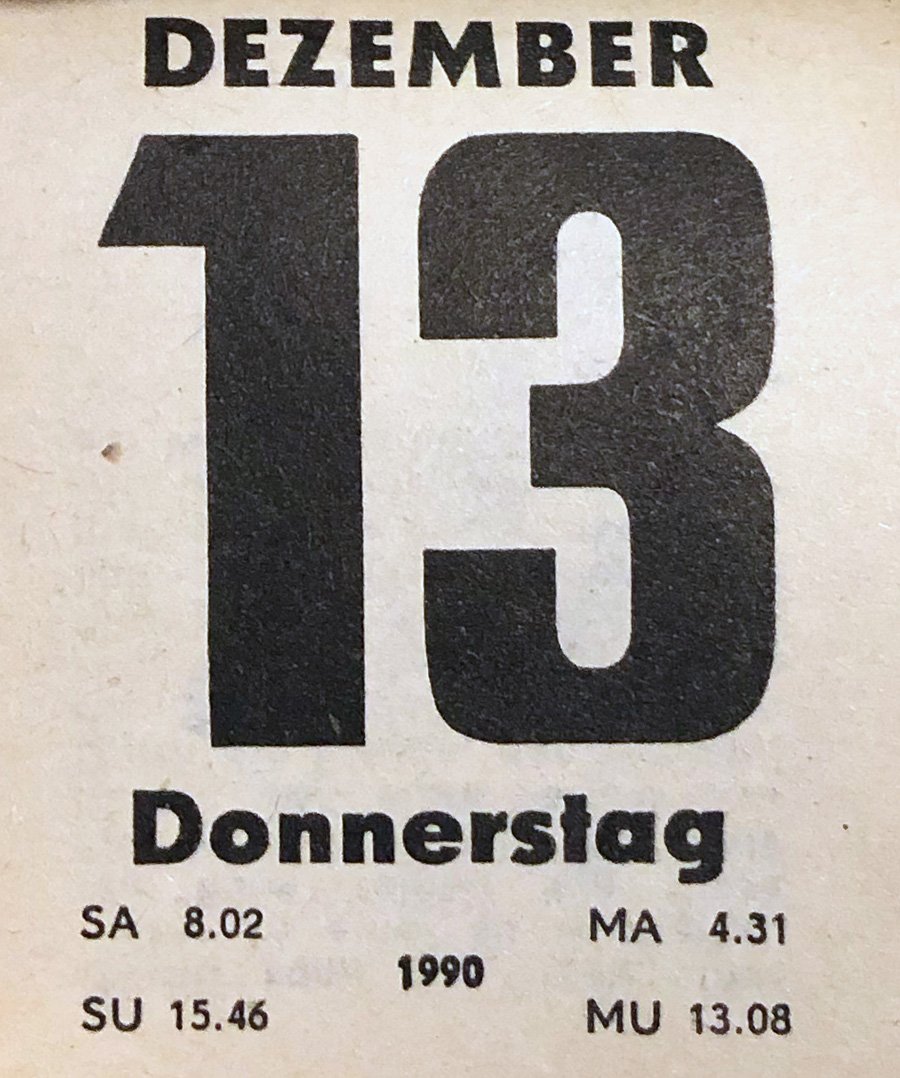 DEZEMBER
13
Donnerstag
SA 8.02 MA 4.31
1990
SU 15.46 MU 13.08